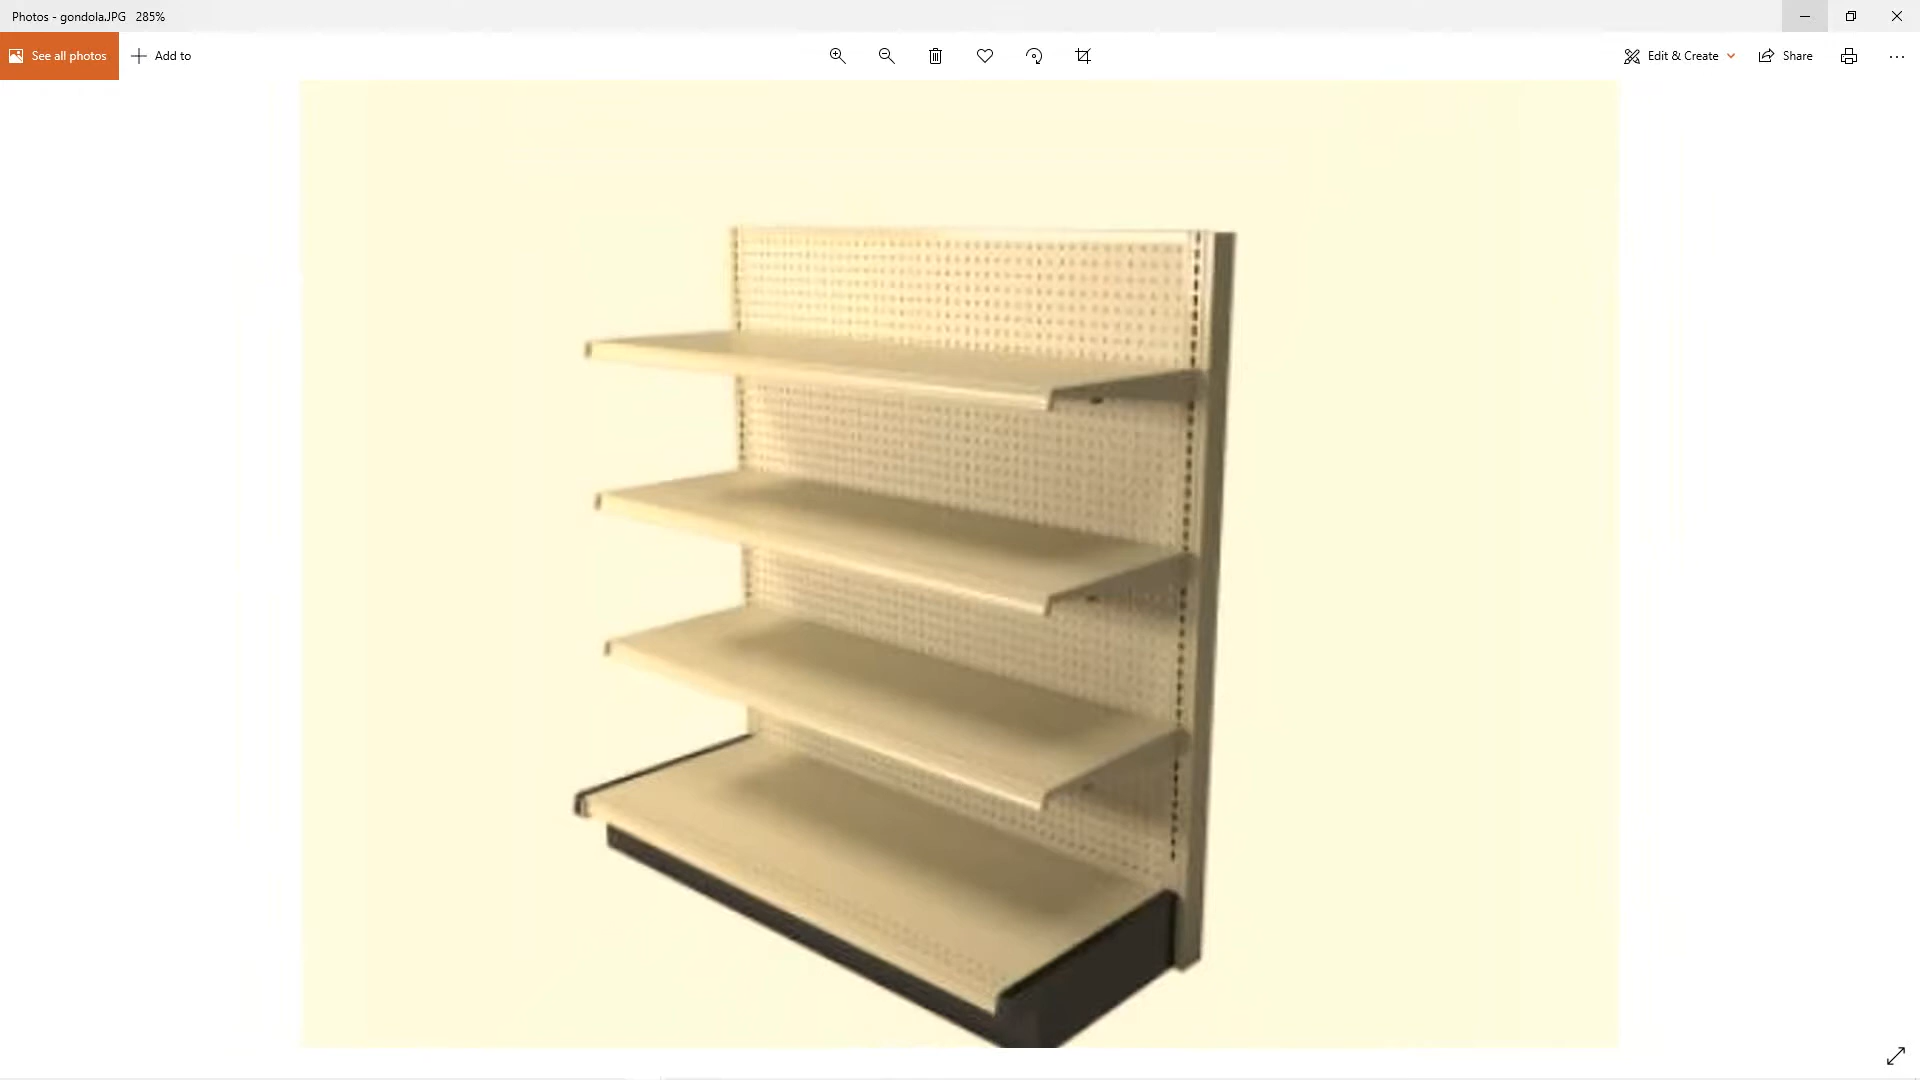 Photos - gondola.JPG 285%
See all photos
Add to
Edit & Create
Share